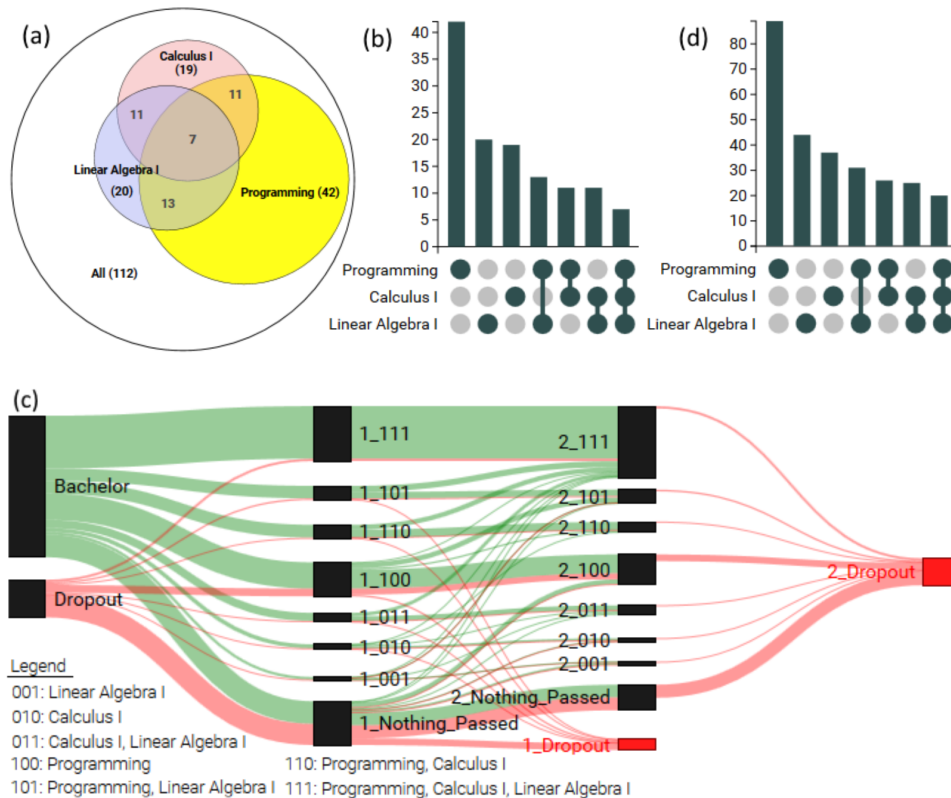 (a)
Calculus I
(19)
11
11
7
Linear Algebra I
(20)
Programming (42)
13
All (112)
(b)
40
35
30
25
20
15
10
5
0
Programming
Calculus I
Linear Algebra I
(d)
80
70
60
50
40
30
20
10
0
Programming
Calculus I
Linear Algebra I
(c)
Bachelor
Dropout
1_111
1_101
1_110
1_100
1_011
1_010
1_001
1_Nothing_Passed
2_111
2_101
2_110
2_100
2_011
2_010
2_001
2_Nothing_Passed
1_Dropout
2_Dropout
Legend
001: Linear Algebra I
010: Calculus I
011: Calculus I, Linear Algebra I
100: Programming
101: Programming, Linear Algebra I
110: Programming, Calculus I
111: Programming, Calculus I, Linear Algebra I